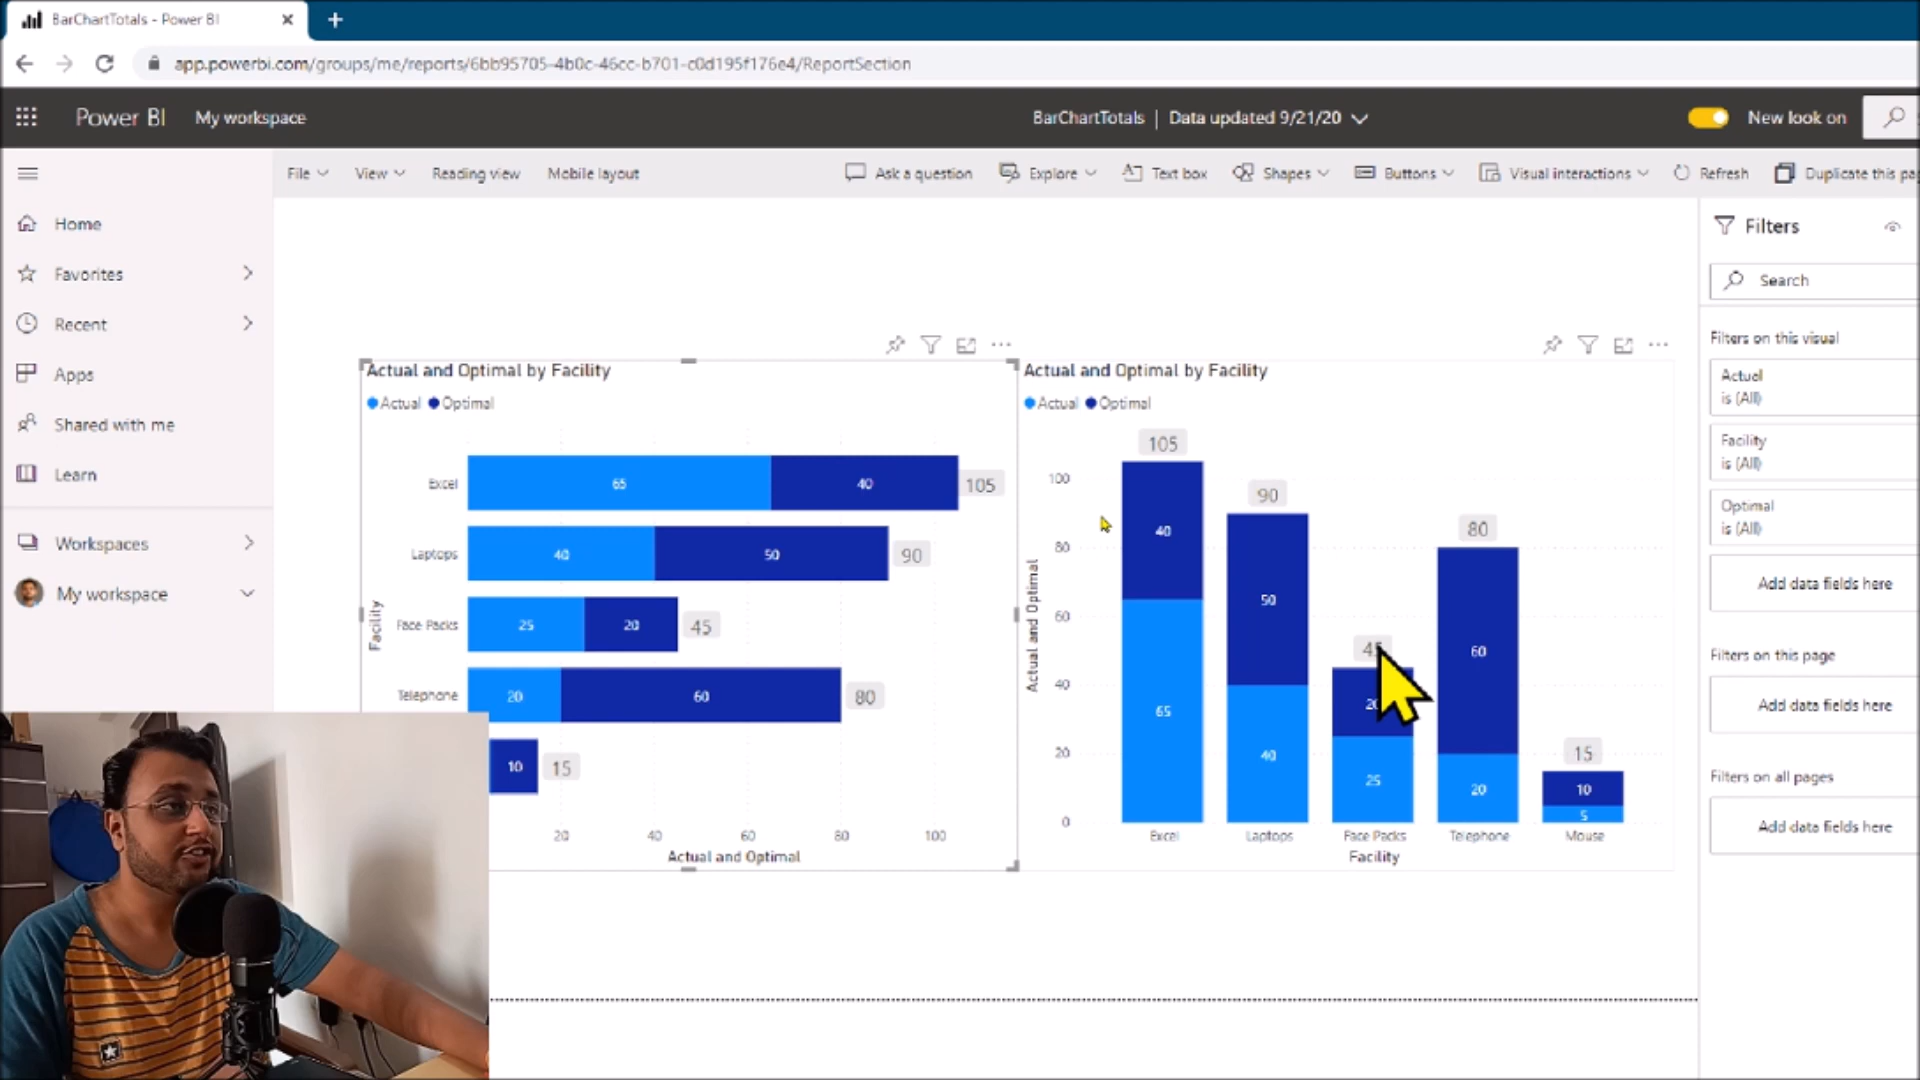 BarChartTotals - Power BI
app.powerbi.com/groups/me/reports/6bb95705-4b0c-46cc-b701-c0d195f176e4/ReportSection
Power BI My workspace BarChartTotals | Data updated 9/21/20 New look on
File View Reading view Mobile layout Ask a question Explore Text box Shapes Buttons Visual interactions Refresh Duplicate this
Home
Favorites
Recent
Apps
Shared with me
Learn
Workspaces
My workspace
Actual and Optimal by Facility
Actual Optimal
Facility
Excel 65 40 105
Laptops 40 50 90
Face Packs 25 20 45
Telephone 20 60 80
10 15
20 40 60 80 100
Actual and Optimal
Actual and Optimal by Facility
Actual Optimal
Actual and Optimal
100
80
60
40
20
0
105
40
65
90
50
40
25
80
60
20
15
10
5
Excel Laptops Face Packs Telephone Mouse
Facility
Filters
Search
Filters on this visual
Actual
is (All)
Facility
is (All)
Optimal
is (All)
Add data fields here
Filters on this page
Add data fields here
Filters on all pages
Add data fields here